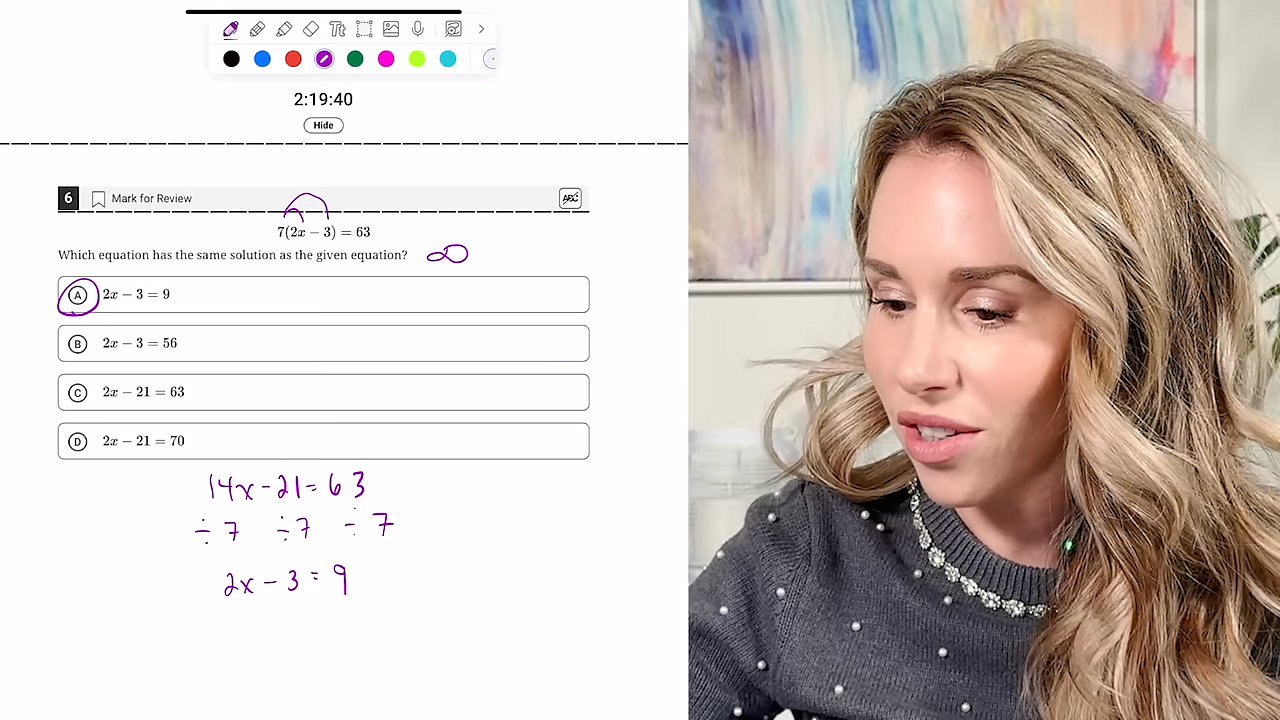 Tt
2:19:40
Hide
6 Mark for Review ABC
7(2x − 3) = 63
Which equation has the same solution as the given equation? ∞
A 2x − 3 = 9
B 2x − 3 = 56
C 2x − 21 = 63
D 2x − 21 = 70
14x - 21 = 63
÷ 7 ÷ 7 ÷ 7
2x - 3 = 9